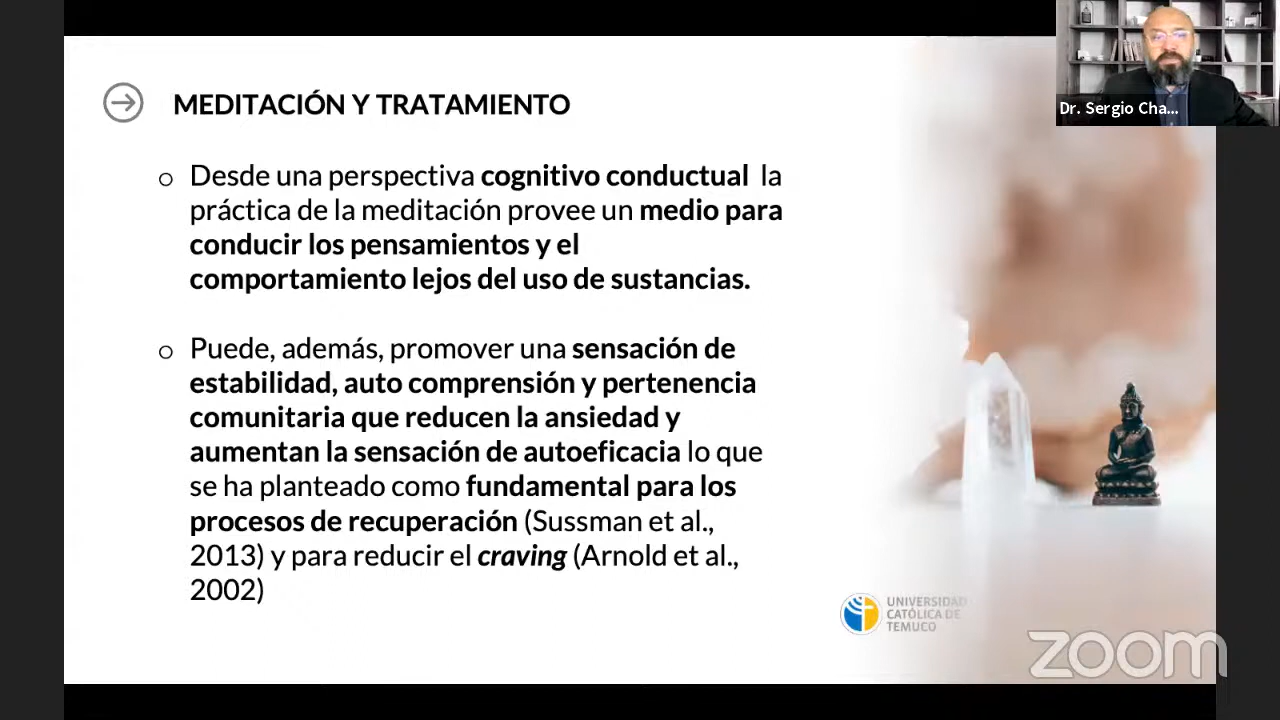 MEDITACIÓN Y TRATAMIENTO
o Desde una perspectiva cognitivo conductual la
práctica de la meditación provee un medio para
conducir los pensamientos y el
comportamiento lejos del uso de sustancias.
o Puede, además, promover una sensación de
estabilidad, auto comprensión y pertenencia
comunitaria que reducen la ansiedad y
aumentan la sensación de autoeficacia lo que
se ha planteado como fundamental para los
procesos de recuperación (Sussman et al.,
2013) y para reducir el craving (Arnold et al.,
2002)
Dr. Sergio Cha...
UNIVERSIDAD
CATÓLICA DE
TEMUCO
zoom